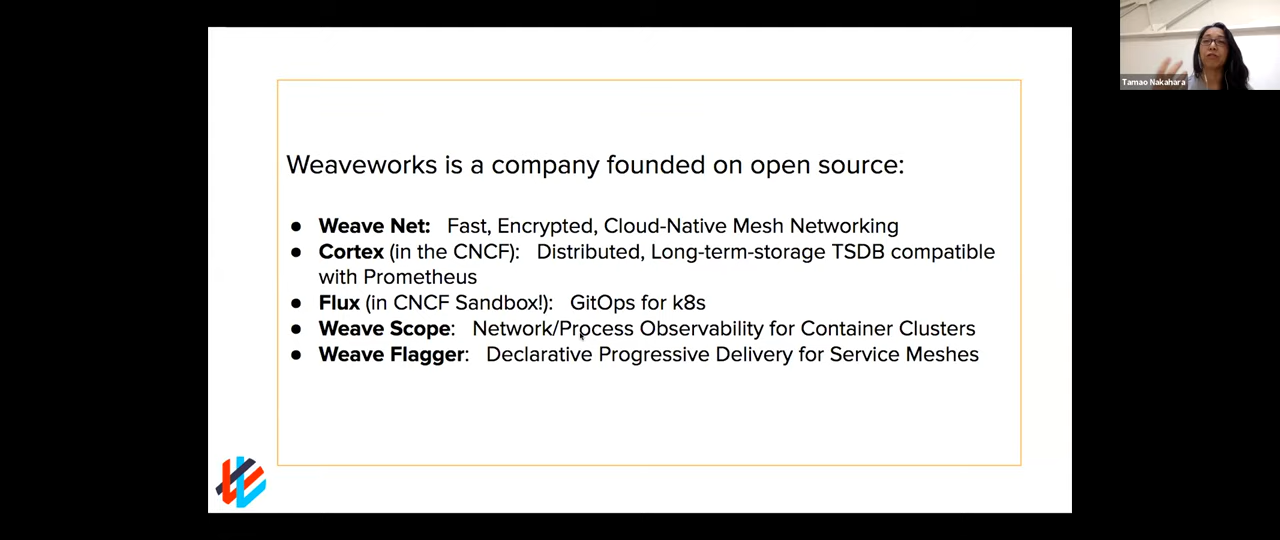 Weaveworks is a company founded on open source:
● Weave Net: Fast, Encrypted, Cloud-Native Mesh Networking
● Cortex (in the CNCF): Distributed, Long-term-storage TSDB compatible
with Prometheus
● Flux (in CNCF Sandbox!): GitOps for k8s
● Weave Scope: Network/Process Observability for Container Clusters
● Weave Flagger: Declarative Progressive Delivery for Service Meshes
Tamao Nakahara